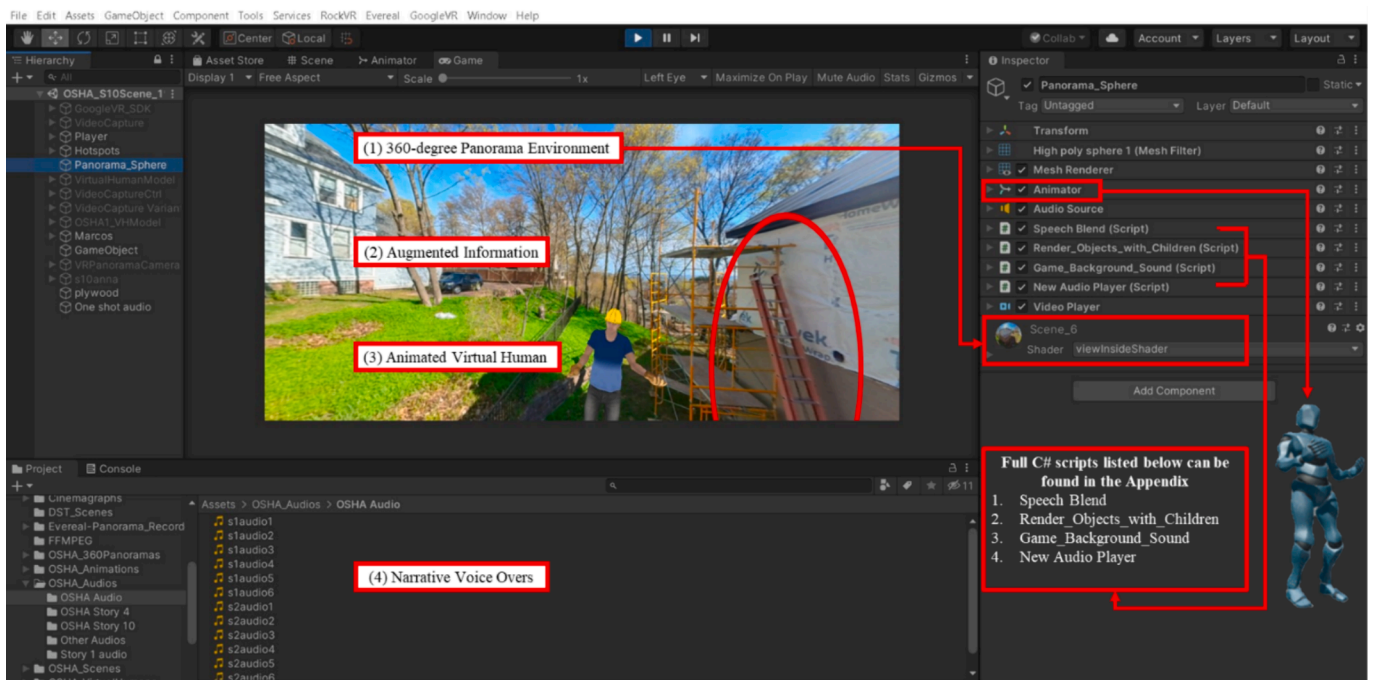 File Edit Assets GameObject Component Tools Services RockVR Evereal GoogleVR Window Help
Center Local
Collab Account Layers Layout
Hierarchy
All
OSHA_S10Scene_1
GoogleVR_SDK
VideoCapture
Player
Hotspots
Panorama_Sphere
VirtualHumanModel
VideoCaptureCtrl
VideoCapture Varian
OSHA1_VHModel
Marcos
GameObject
VRPanoramaCamera
s10anna
plywood
One shot audio
Asset Store Scene Animator Game
Display 1 Free Aspect Scale 1x Left Eye Maximize On Play Mute Audio Stats Gizmos
(1) 360-degree Panorama Environment
(2) Augmented Information
(3) Animated Virtual Human
Inspector
Panorama_Sphere Static
Tag Untagged Layer Default
Transform
High poly sphere 1 (Mesh Filter)
Mesh Renderer
Animator
Audio Source
Speech Blend (Script)
Render_Objects_with_Children (Script)
Game_Background_Sound (Script)
New Audio Player (Script)
Video Player
Scene_6
Shader viewInsideShader
Add Component
Full C# scripts listed below can be
found in the Appendix
1. Speech Blend
2. Render_Objects_with_Children
3. Game_Background_Sound
4. New Audio Player
Project Console
11
Cinemagraphs
DST_Scenes
Evereal-Panorama_Record
FFMPEG
OSHA_360Panoramas
OSHA_Animations
OSHA_Audios
OSHA Audio
OSHA Story 4
OSHA Story 10
Other Audios
Story 1 audio
OSHA_Scenes
Assets > OSHA_Audios > OSHA Audio
s1audio1
s1audio2
s1audio3
s1audio4
s1audio5
s1audio6
s2audio1
s2audio2
s2audio3
s2audio4
s2audio5
s2audio6
(4) Narrative Voice Overs